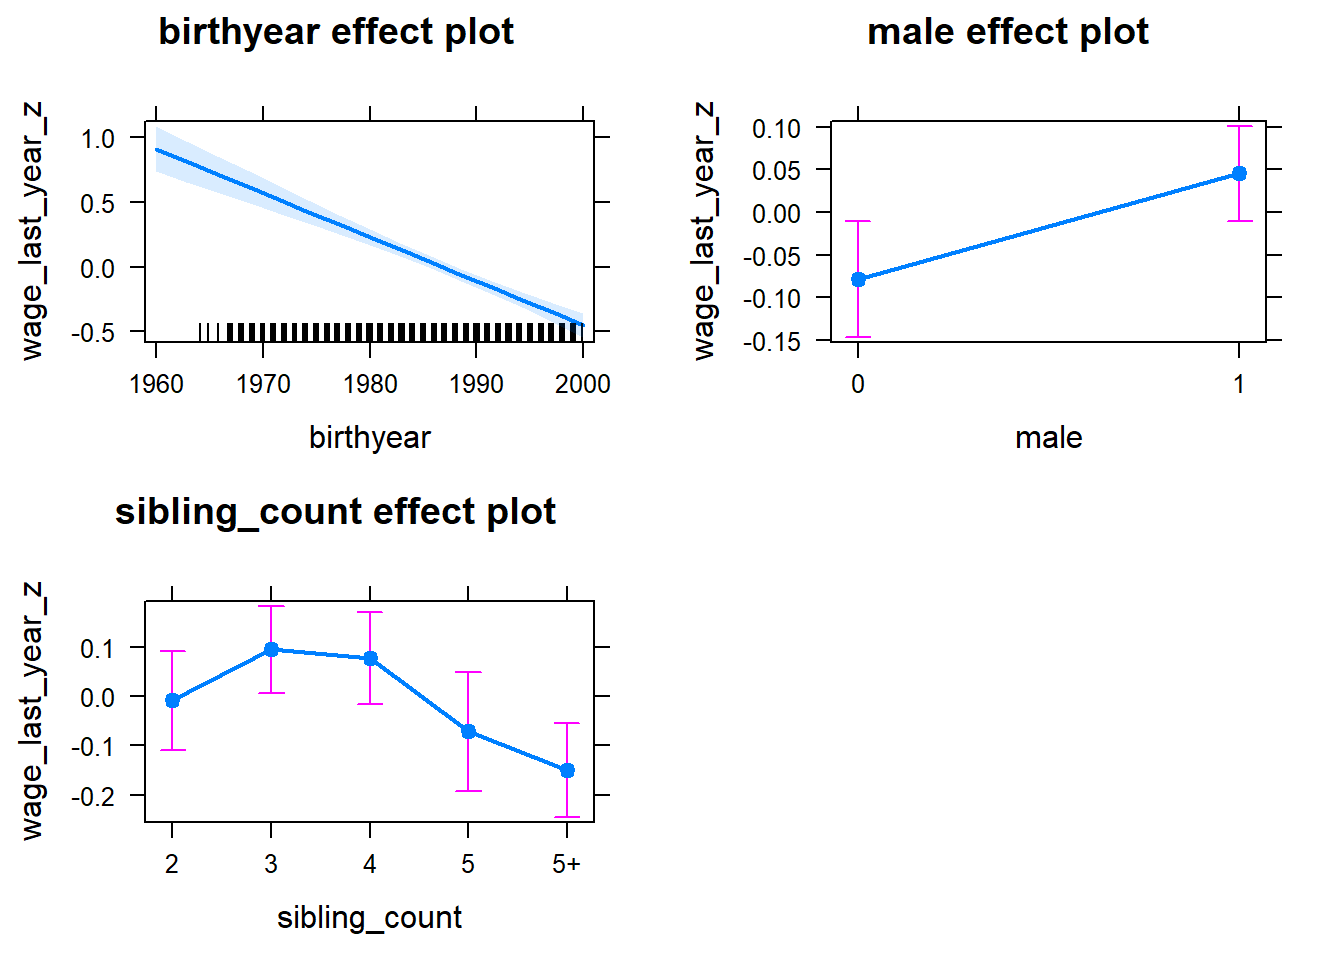 birthyear effect plot
wage_last_year_z
1.0
0.5
0.0
-0.5
1960 1970 1980 1990 2000
birthyear
male effect plot
wage_last_year_z
0.10
0.05
0.00
-0.05
-0.10
-0.15
0 1
male
sibling_count effect plot
wage_last_year_z
0.1
0.0
-0.1
-0.2
2 3 4 5 5+
sibling_count